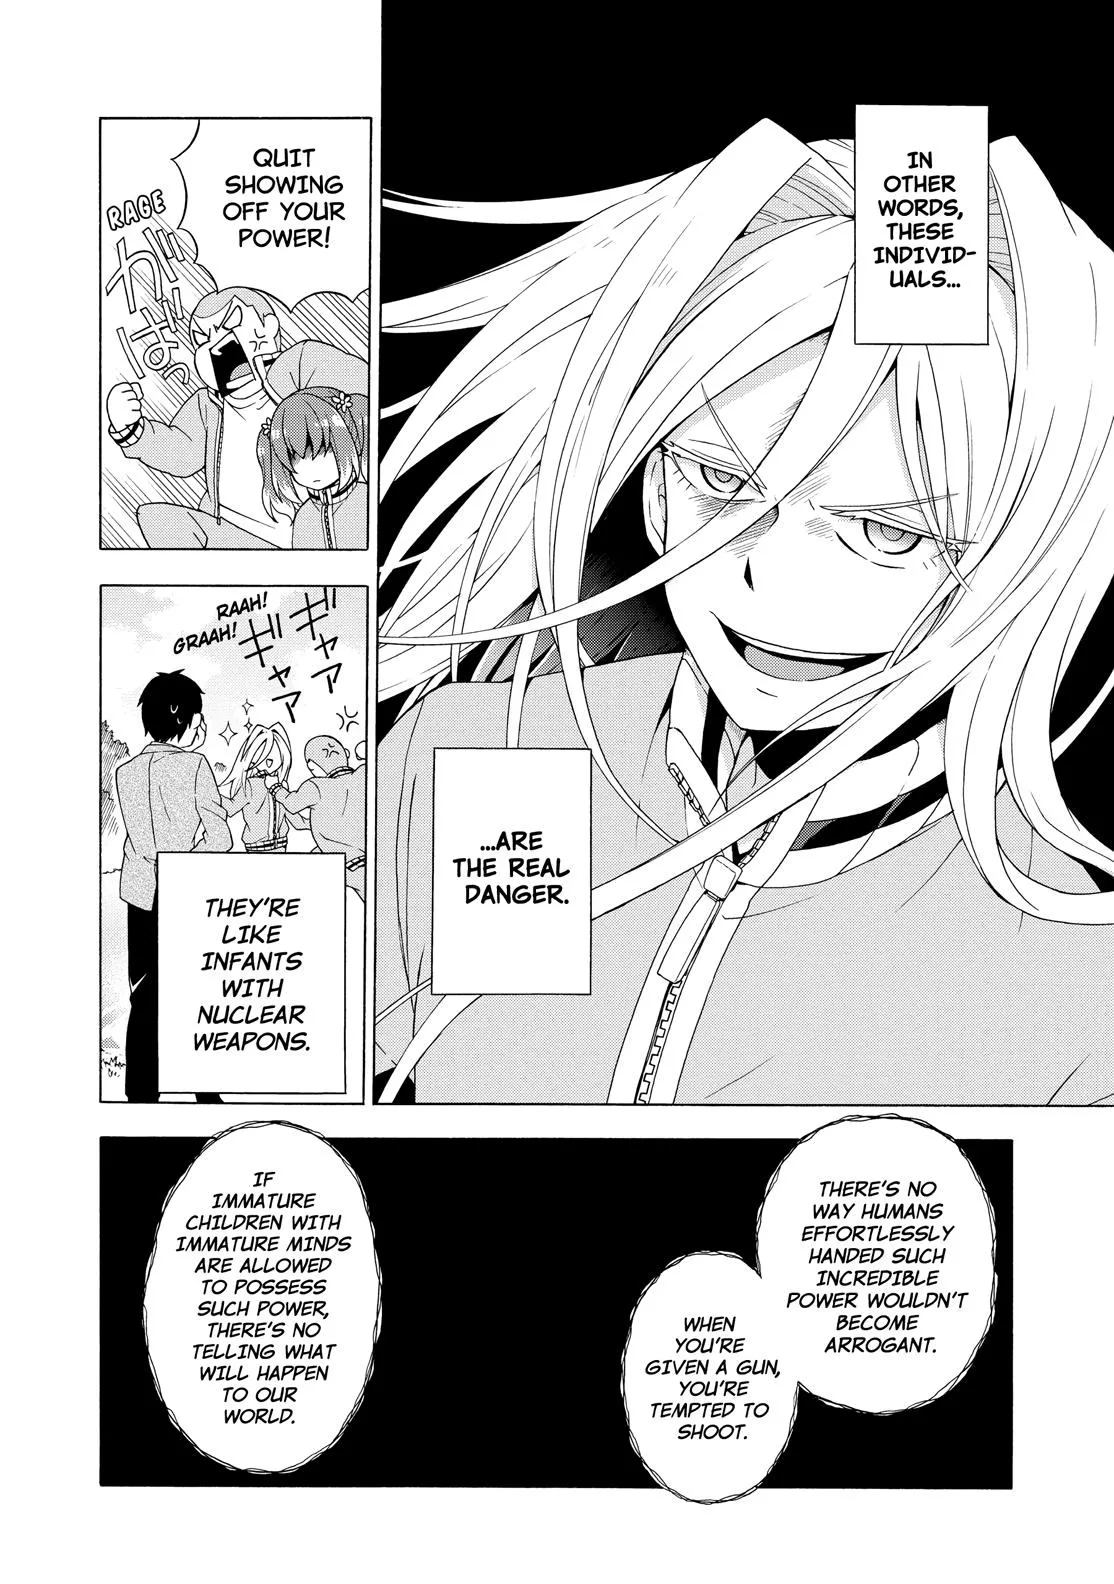 IN
OTHER
WORDS,
THESE
INDIVID-
UALS...
...ARE
THE REAL
DANGER.
QUIT
SHOWING
OFF YOUR
POWER!
RAGE
がばっ
RAAH!
GRAAH!
ギャア
ギャア
THEY'RE
LIKE
INFANTS
WITH
NUCLEAR
WEAPONS.
THERE'S NO
WAY HUMANS
EFFORTLESSLY
HANDED SUCH
INCREDIBLE
POWER WOULDN'T
BECOME
ARROGANT.
WHEN
YOU'RE
GIVEN A GUN,
YOU'RE
TEMPTED TO
SHOOT.
IF
IMMATURE
CHILDREN WITH
IMMATURE MINDS
ARE ALLOWED
TO POSSESS
SUCH POWER,
THERE'S NO
TELLING WHAT
WILL HAPPEN
TO OUR
WORLD.